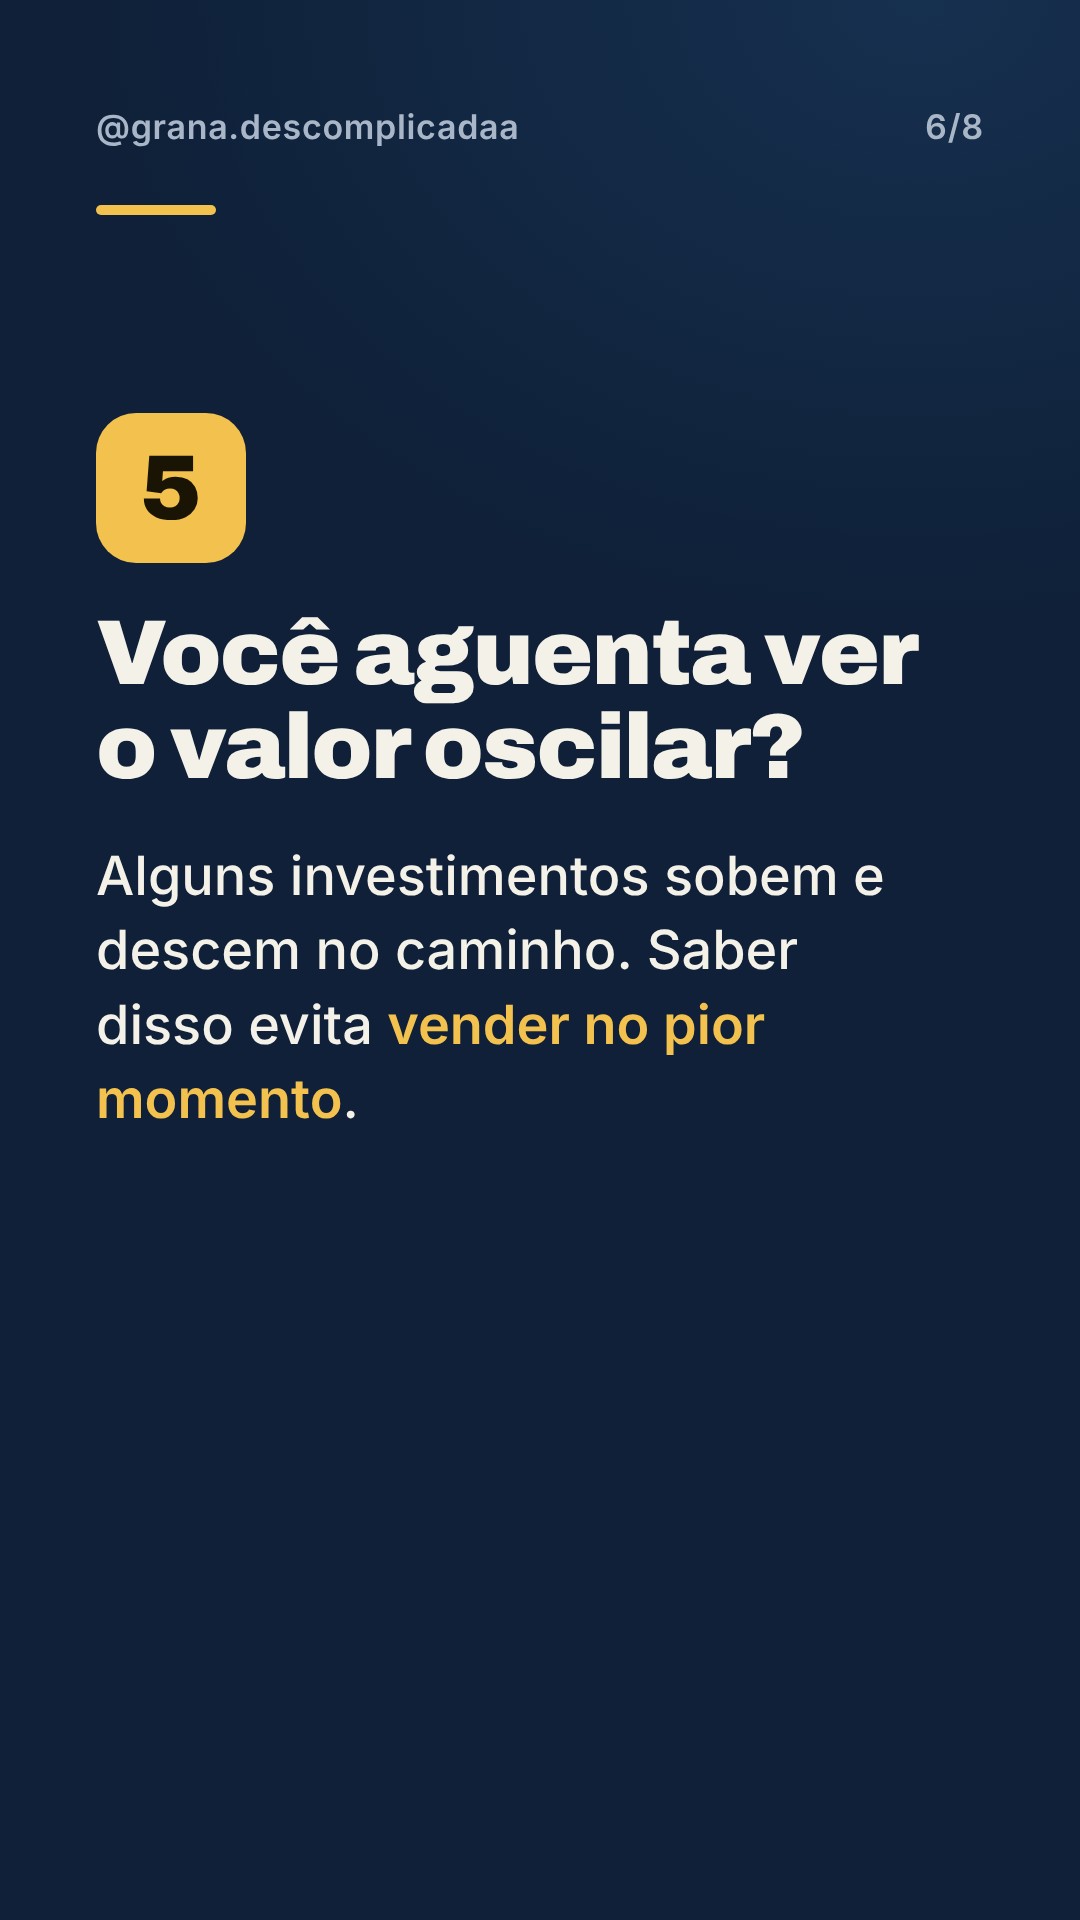 @grana.descomplicadaa
6/8
5
Você aguenta ver
o valor oscilar?
Alguns investimentos sobem e
descem no caminho. Saber
disso evita vender no pior
momento.